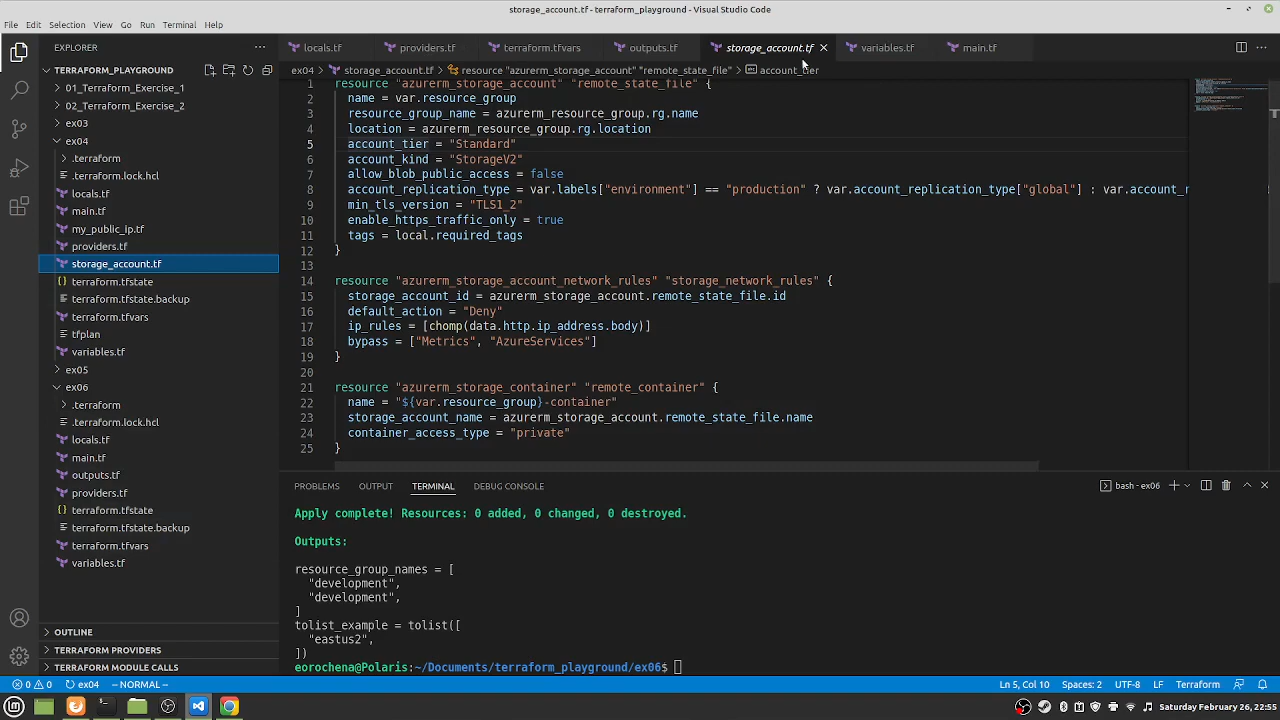 storage_account.tf - terraform_playground - Visual Studio Code
File Edit Selection View Go Run Terminal Help
EXPLORER
TERRAFORM_PLAYGROUND
01_Terraform_Exercise_1
02_Terraform_Exercise_2
ex03
ex04
.terraform
.terraform.lock.hcl
locals.tf
main.tf
my_public_ip.tf
providers.tf
storage_account.tf
terraform.tfstate
terraform.tfstate.backup
terraform.tfvars
tfplan
variables.tf
ex05
ex06
.terraform
.terraform.lock.hcl
locals.tf
main.tf
outputs.tf
providers.tf
terraform.tfstate
terraform.tfstate.backup
terraform.tfvars
variables.tf
OUTLINE
TERRAFORM PROVIDERS
TERRAFORM MODULE CALLS
locals.tf providers.tf terraform.tfvars outputs.tf storage_account.tf variables.tf main.tf
ex04 > storage_account.tf > resource "azurerm_storage_account" "remote_state_file" > account_tier
1 resource "azurerm_storage_account" "remote_state_file" {
2 name = var.resource_group
3 resource_group_name = azurerm_resource_group.rg.name
4 location = azurerm_resource_group.rg.location
5 account_tier = "Standard"
6 account_kind = "StorageV2"
7 allow_blob_public_access = false
8 account_replication_type = var.labels["environment"] == "production" ? var.account_replication_type["global"] : var.account_r
9 min_tls_version = "TLS1_2"
10 enable_https_traffic_only = true
11 tags = local.required_tags
12 }
13
14 resource "azurerm_storage_account_network_rules" "storage_network_rules" {
15 storage_account_id = azurerm_storage_account.remote_state_file.id
16 default_action = "Deny"
17 ip_rules = [chomp(data.http.ip_address.body)]
18 bypass = ["Metrics", "AzureServices"]
19 }
20
21 resource "azurerm_storage_container" "remote_container" {
22 name = "${var.resource_group}-container"
23 storage_account_name = azurerm_storage_account.remote_state_file.name
24 container_access_type = "private"
25 }
PROBLEMS OUTPUT TERMINAL DEBUG CONSOLE
bash - ex06
Apply complete! Resources: 0 added, 0 changed, 0 destroyed.
Outputs:
resource_group_names = [
"development",
"development",
]
tolist_example = tolist([
"eastus2",
])
eorochena@Polaris:~/Documents/terraform_playground/ex06$
0 0 ex04 -- NORMAL -- Ln 5, Col 10 Spaces: 2 UTF-8 LF Terraform
Saturday February 26, 22:55